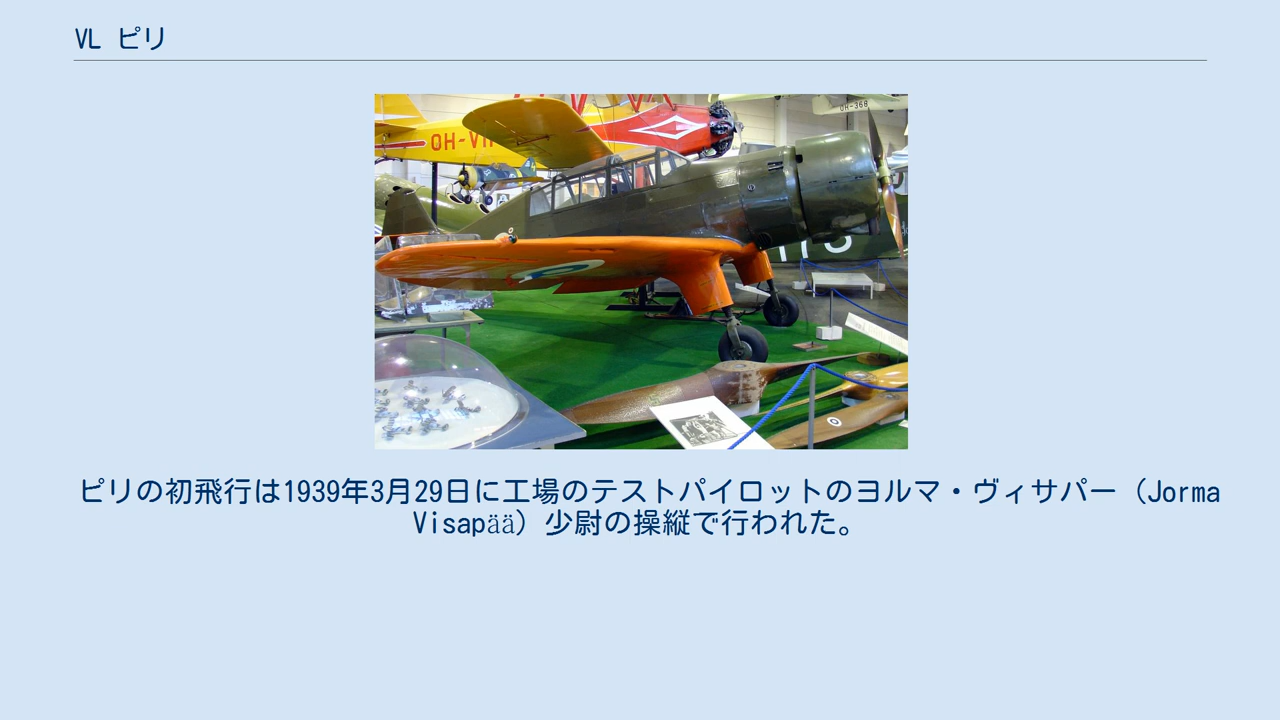 VL ピリ
OH-VII
OH-368
ピリの初飛行は1939年3月29日に工場のテストパイロットのヨルマ・ヴィサパー（Jorma
Visapää）少尉の操縦で行われた。